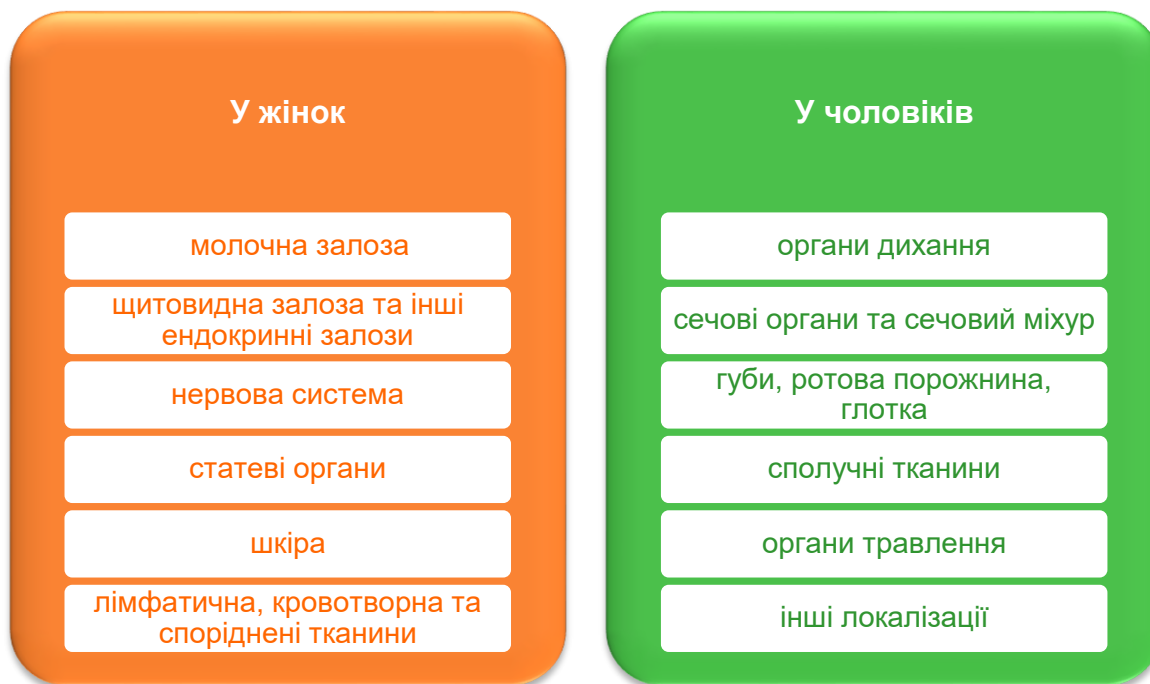 У жінок
молочна залоза
щитовидна залоза та інші
ендокринні залози
нервова система
статеві органи
шкіра
лімфатична, кровотворна та
споріднені тканини
У чоловіків
органи дихання
сечові органи та сечовий міхур
губи, ротова порожнина,
глотка
сполучні тканини
органи травлення
інші локалізації